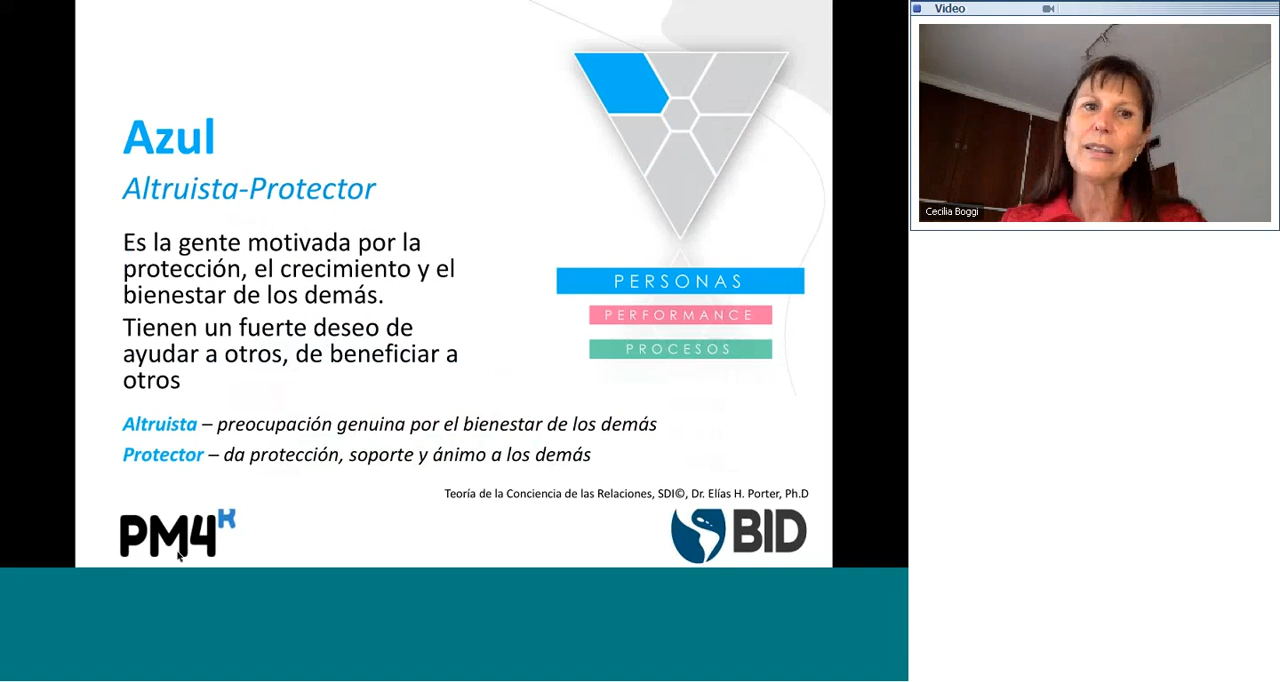 Azul
Altruista-Protector
Es la gente motivada por la
protección, el crecimiento y el
bienestar de los demás.
Tienen un fuerte deseo de
ayudar a otros, de beneficiar a
otros
Altruista – preocupación genuina por el bienestar de los demás
Protector – da protección, soporte y ánimo a los demás
PERSONAS
PERFORMANCE
PROCESOS
Teoría de la Conciencia de las Relaciones, SDI©, Dr. Elías H. Porter, Ph.D
PM4R
BID
Video
Cecilia Boggi